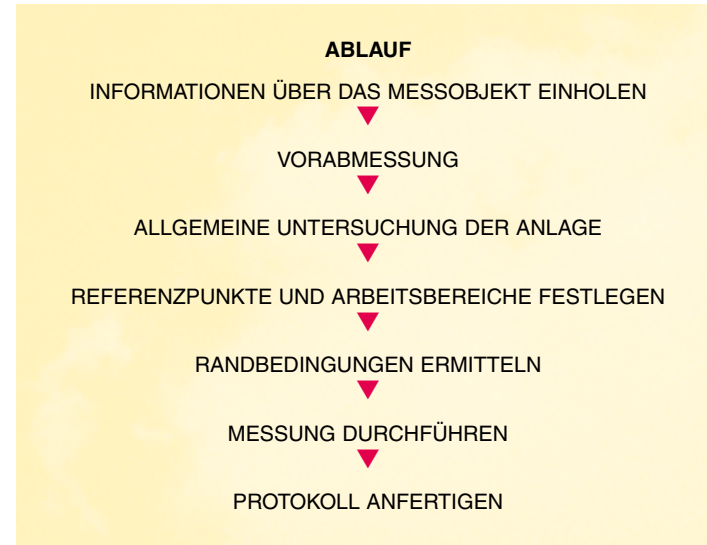 ABLAUF
INFORMATIONEN ÜBER DAS MESSOBJEKT EINHOLEN
VORABMESSUNG
ALLGEMEINE UNTERSUCHUNG DER ANLAGE
REFERENZPUNKTE UND ARBEITSBEREICHE FESTLEGEN
RANDBEDINGUNGEN ERMITTELN
MESSUNG DURCHFÜHREN
PROTOKOLL ANFERTIGEN